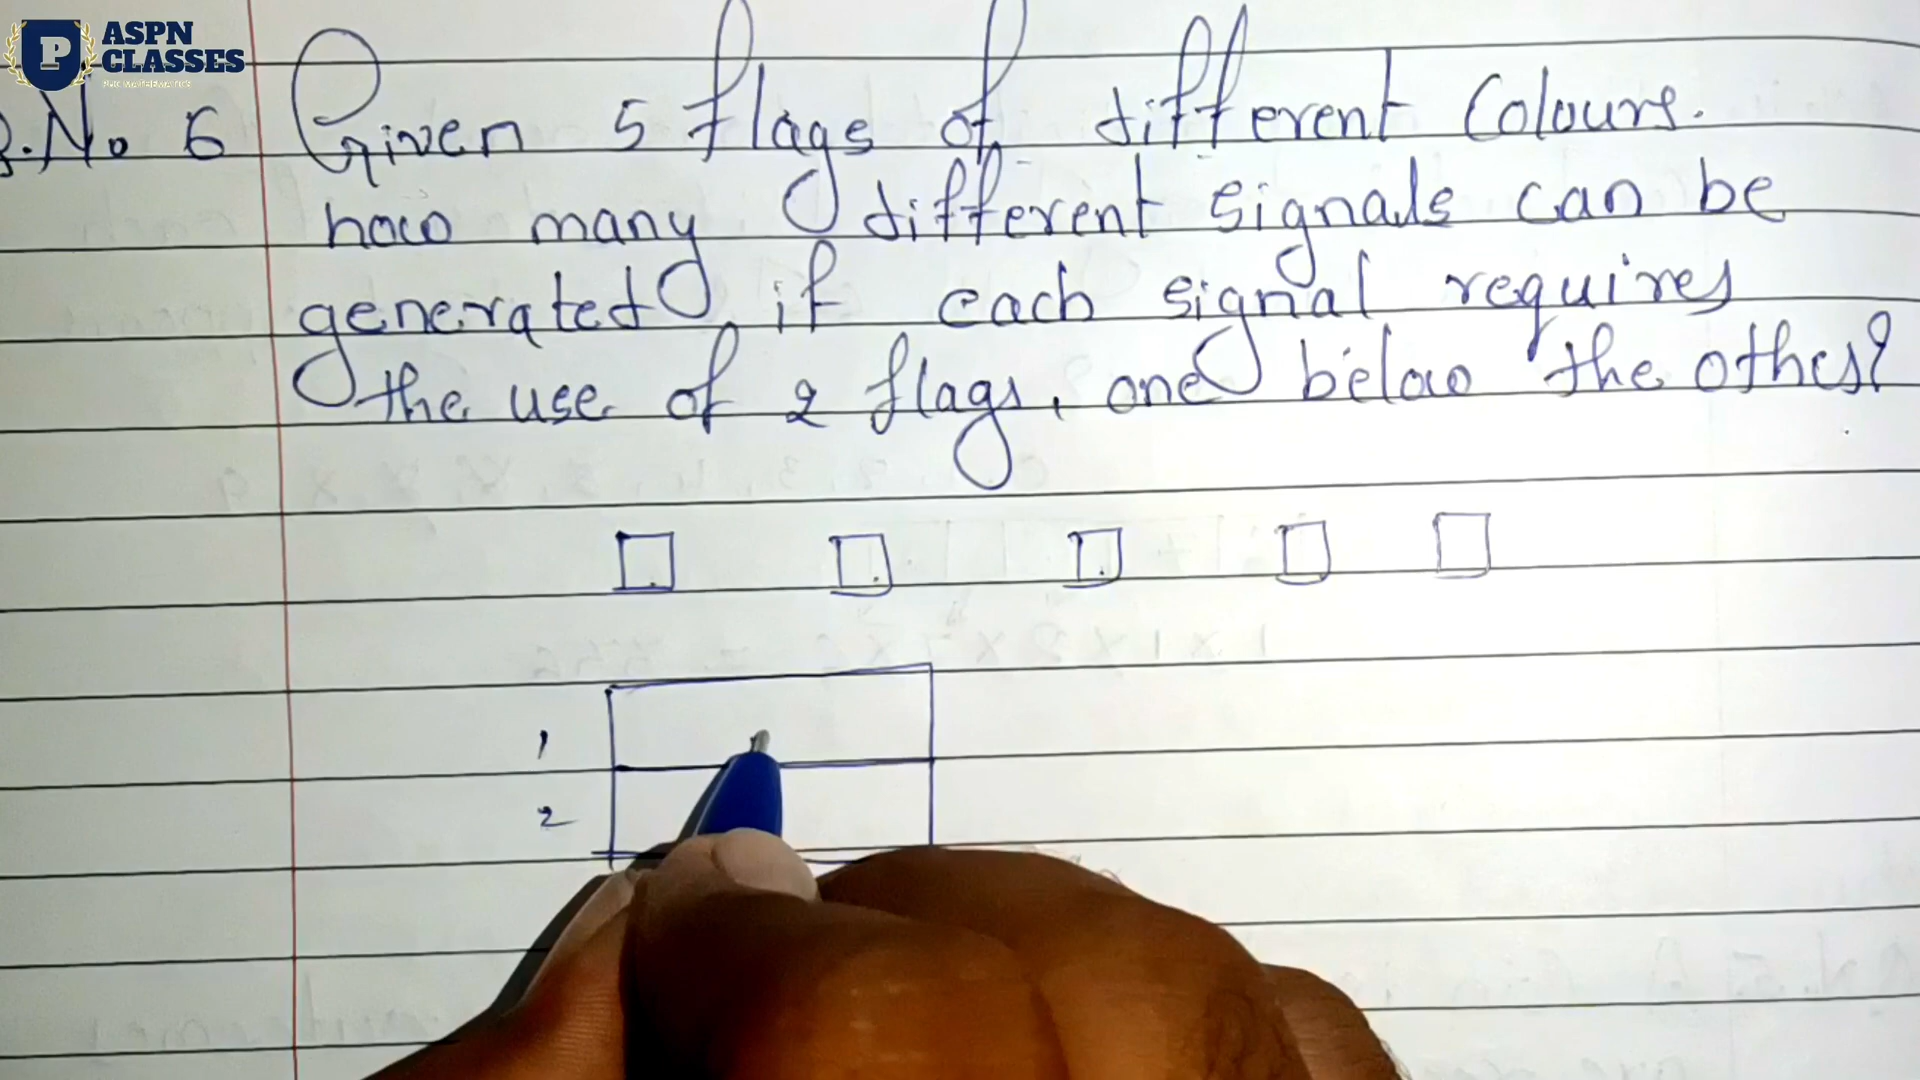 ASPN
CLASSES
P
Q.No 6 Given 5 flags of different Colours.
how many different signals can be
generated if each signal requires
the use of 2 flags, one below the other?
1
2